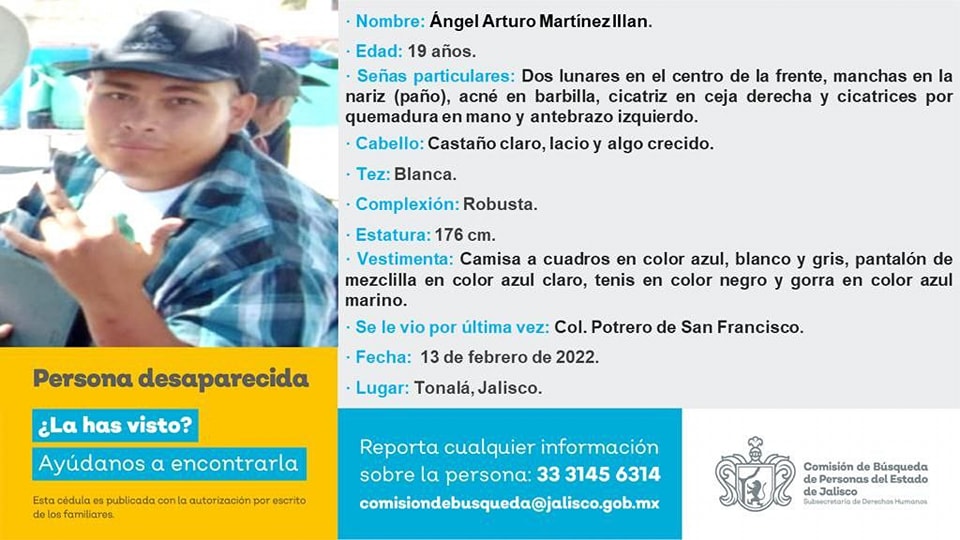 · Nombre: Ángel Arturo Martínez Illan.
· Edad: 19 años.
· Señas particulares: Dos lunares en el centro de la frente, manchas en la
nariz (paño), acné en barbilla, cicatriz en ceja derecha y cicatrices por
quemadura en mano y antebrazo izquierdo.
· Cabello: Castaño claro, lacio y algo crecido.
· Tez: Blanca.
· Complexión: Robusta.
· Estatura: 176 cm.
· Vestimenta: Camisa a cuadros en color azul, blanco y gris, pantalón de
mezclilla en color azul claro, tenis en color negro y gorra en color azul
marino.
· Se le vio por última vez: Col. Potrero de San Francisco.
· Fecha: 13 de febrero de 2022.
· Lugar: Tonalá, Jalisco.
Persona desaparecida
¿La has visto?
Ayúdanos a encontrarla
Esta cédula es publicada con la autorización por escrito
de los familiares.
Reporta cualquier información
sobre la persona: 33 3145 6314
comisiondebusqueda@jalisco.gob.mx
Comisión de Búsqueda
de Personas del Estado
de Jalisco
Subsecretaría de Derechos Humanos